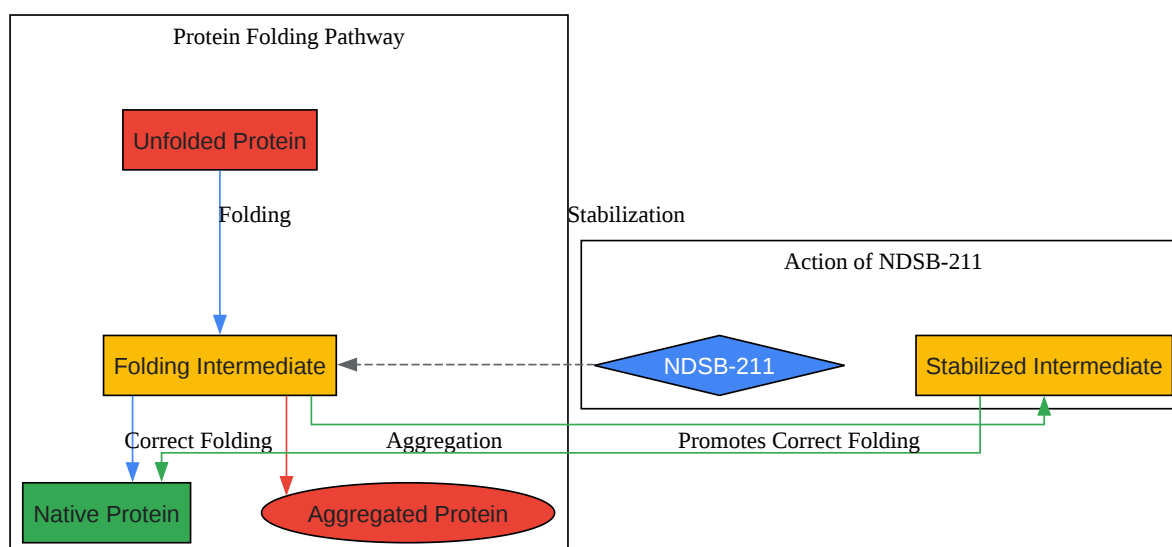 Protein Folding Pathway
Unfolded Protein
Folding
Stabilization
Action of NDSB-211
Folding Intermediate
NDSB-211
Stabilized Intermediate
Correct Folding
Aggregation
Promotes Correct Folding
Native Protein
Aggregated Protein